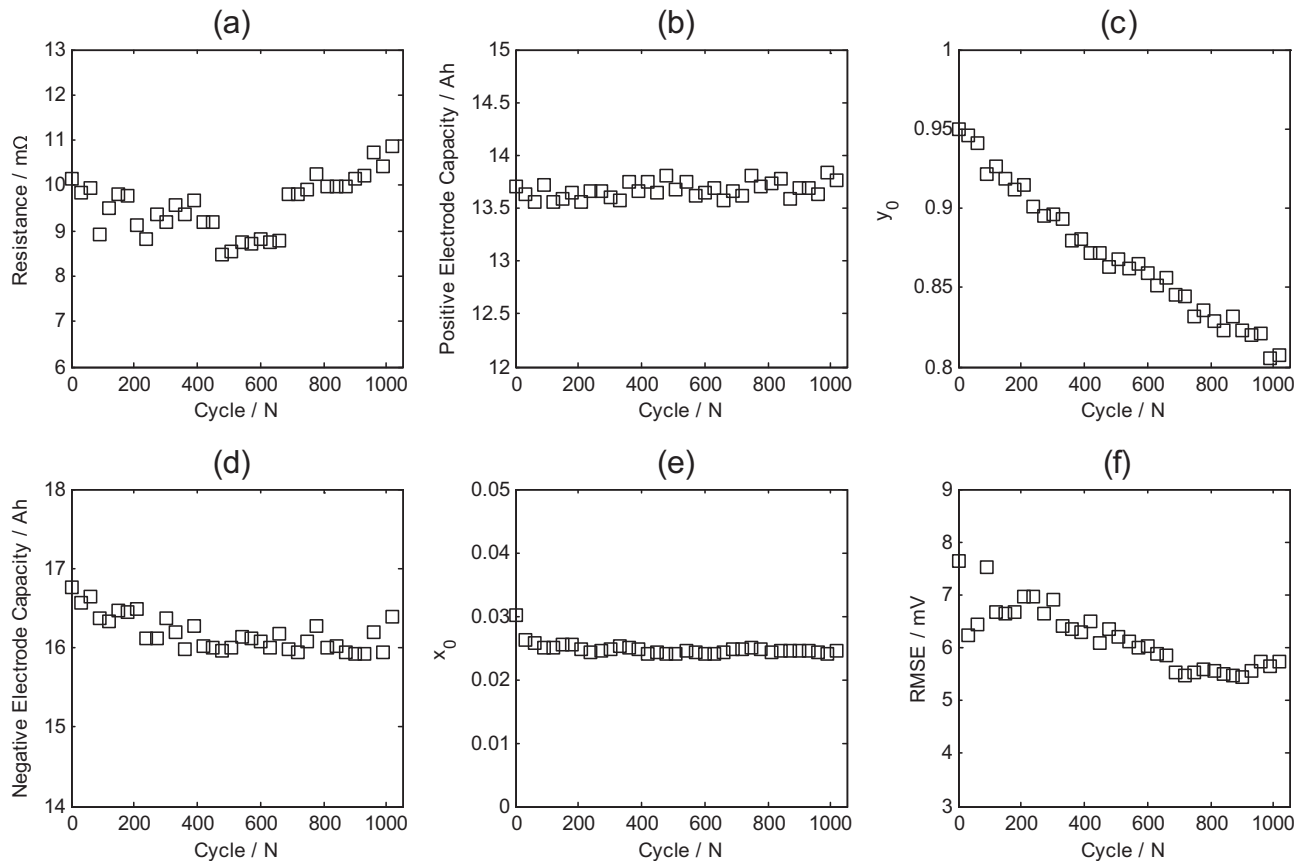 (a)
13
12
11
10
9
8
7
6
Resistance / mΩ
0 200 400 600 800 1000
Cycle / N
(b)
15
14.5
14
13.5
13
12.5
12
Positive Electrode Capacity / Ah
0 200 400 600 800 1000
Cycle / N
(c)
1
0.95
0.9
0.85
0.8
y0
0 200 400 600 800 1000
Cycle / N
(d)
18
17
16
15
14
Negative Electrode Capacity / Ah
0 200 400 600 800 1000
Cycle / N
(e)
0.05
0.04
0.03
0.02
0.01
0
x0
0 200 400 600 800 1000
Cycle / N
(f)
9
8
7
6
5
4
3
RMSE / mV
0 200 400 600 800 1000
Cycle / N